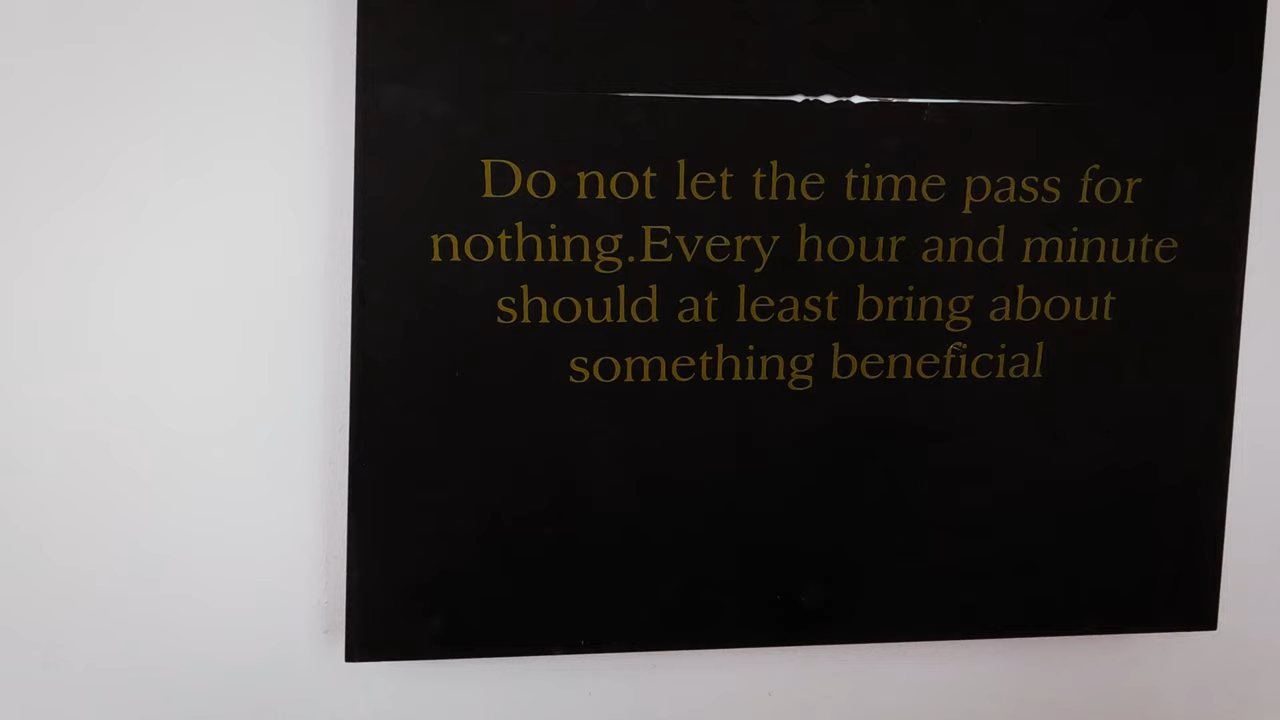 Do not let the time pass for
nothing.Every hour and minute
should at least bring about
something beneficial